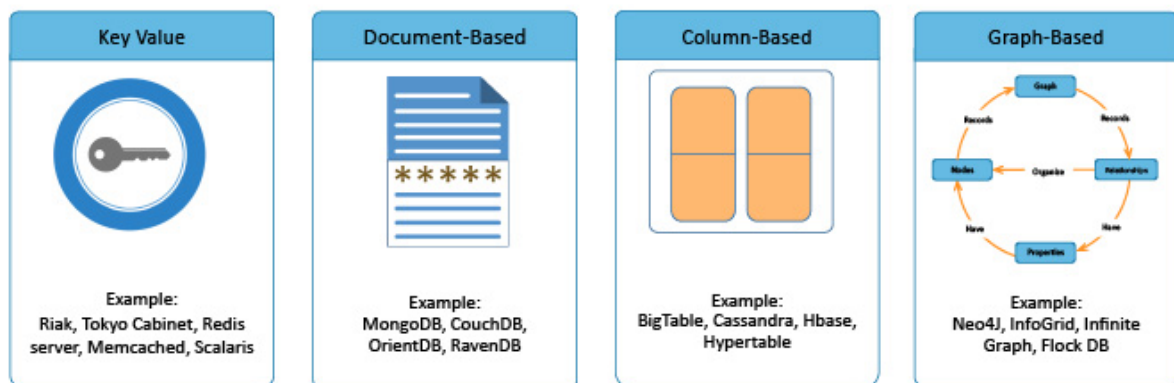 Key Value
Example:
Riak, Tokyo Cabinet, Redis
server, Memcached, Scalaris
Document-Based
*****
Example:
MongoDB, CouchDB,
OrientDB, RavenDB
Column-Based
Example:
BigTable, Cassandra, Hbase,
Hypertable
Graph-Based
Graph
Records
Records
Nodes
Organize
Relationships
Have
Have
Properties
Example:
Neo4J, InfoGrid, Infinite
Graph, Flock DB